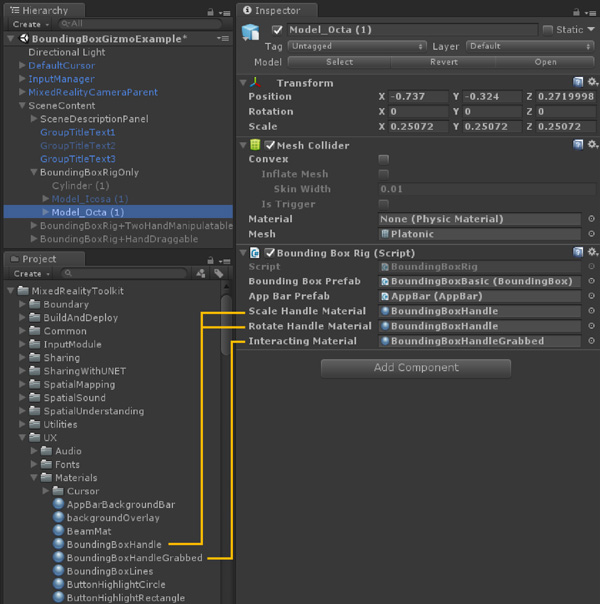 Hierarchy
Create
All
BoundingBoxGizmoExample*
Directional Light
DefaultCursor
InputManager
MixedRealityCameraParent
SceneContent
SceneDescriptionPanel
GroupTitleText1
GroupTitleText2
GroupTitleText3
BoundingBoxRigOnly
Cylinder (1)
Model_Icosa (1)
Model_Octa (1)
BoundingBoxRig+TwoHandManipulatable
BoundingBoxRig+HandDraggable
Project
Create
MixedRealityToolkit
Boundary
BuildAndDeploy
Common
InputModule
Sharing
SharingWithUNET
SpatialMapping
SpatialSound
SpatialUnderstanding
Utilities
UX
Audio
Fonts
Materials
Cursor
AppBarBackgroundBar
backgroundOverlay
BeamMat
BoundingBoxHandle
BoundingBoxHandleGrabbed
BoundingBoxLines
ButtonHighlightCircle
ButtonHighlightRectangle
Inspector
Model_Octa (1) Static
Tag Untagged Layer Default
Model Select Revert Open
Transform
Position X -0.737 Y -0.324 Z 0.2719998
Rotation X 0 Y 0 Z 0
Scale X 0.25072 Y 0.25072 Z 0.25072
Mesh Collider
Convex
Inflate Mesh
Skin Width 0.01
Is Trigger
Material None (Physic Material)
Mesh Platonic
Bounding Box Rig (Script)
Script BoundingBoxRig
Bounding Box Prefab BoundingBoxBasic (BoundingBox)
App Bar Prefab AppBar (AppBar)
Scale Handle Material BoundingBoxHandle
Rotate Handle Material BoundingBoxHandle
Interacting Material BoundingBoxHandleGrabbed
Add Component